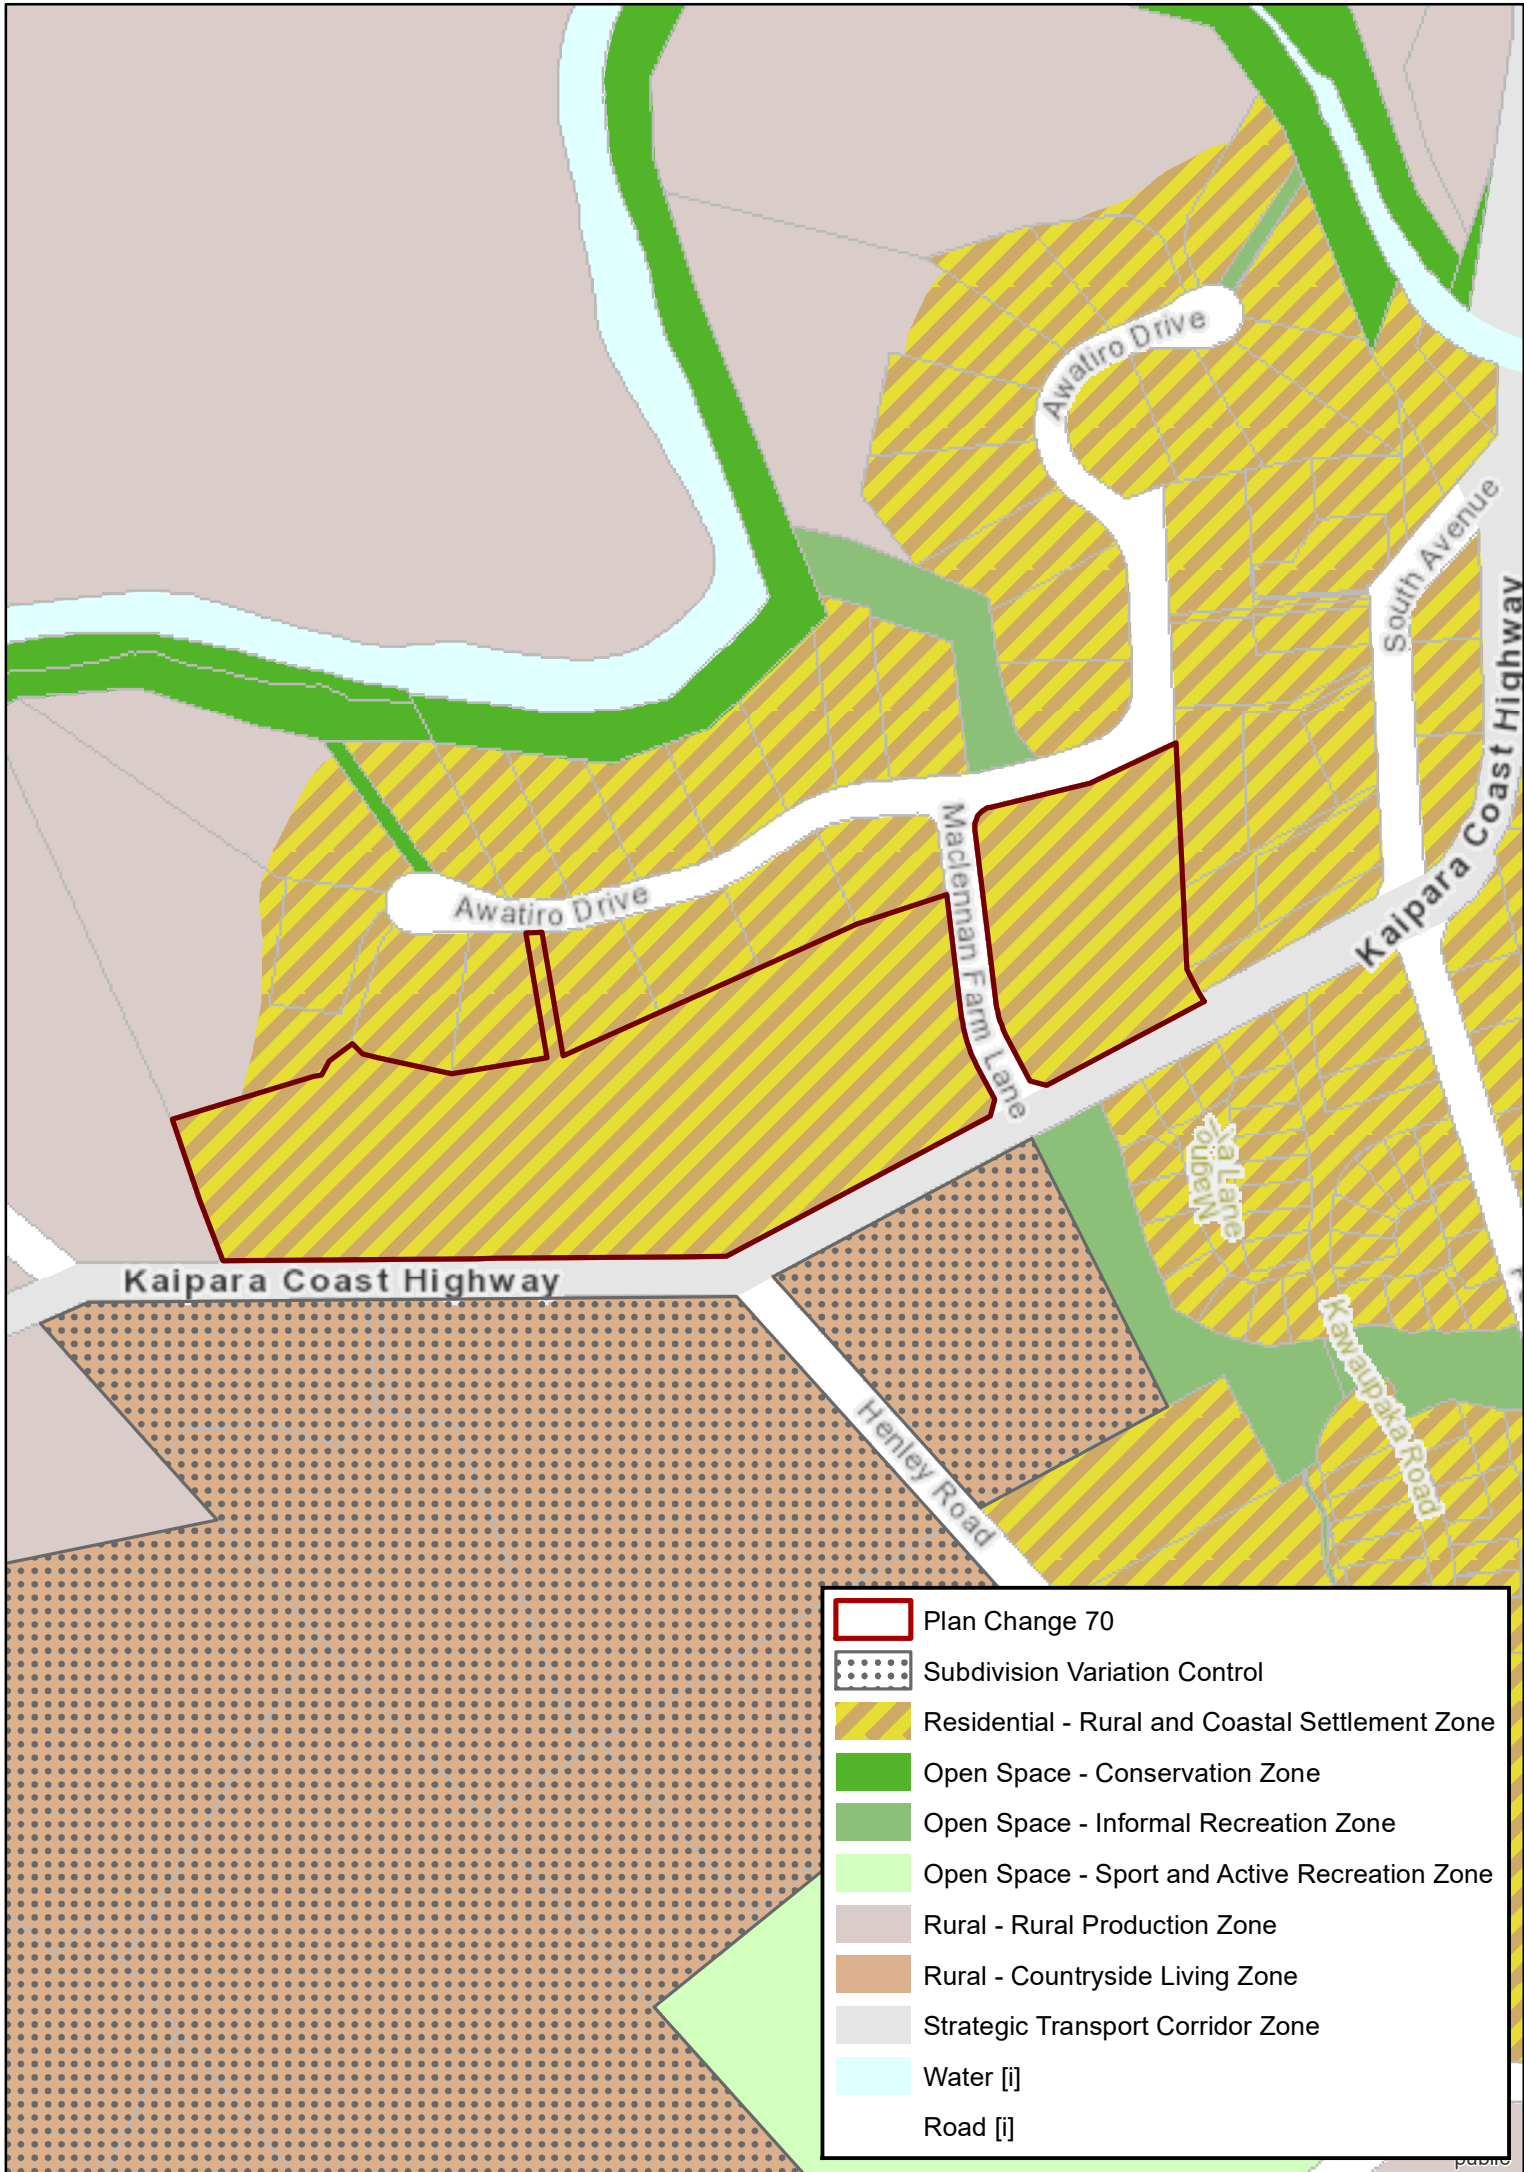 Awatiro Drive
South Avenue
Kaipara Coast Highway
Maclennan Farm Lane
Awatiro Drive
Kaipara Coast Highway
Henley Road
Kawaupaka Road
Plan Change 70
Subdivision Variation Control
Residential - Rural and Coastal Settlement Zone
Open Space - Conservation Zone
Open Space - Informal Recreation Zone
Open Space - Sport and Active Recreation Zone
Rural - Rural Production Zone
Rural - Countryside Living Zone
Strategic Transport Corridor Zone
Water [i]
Road [i]